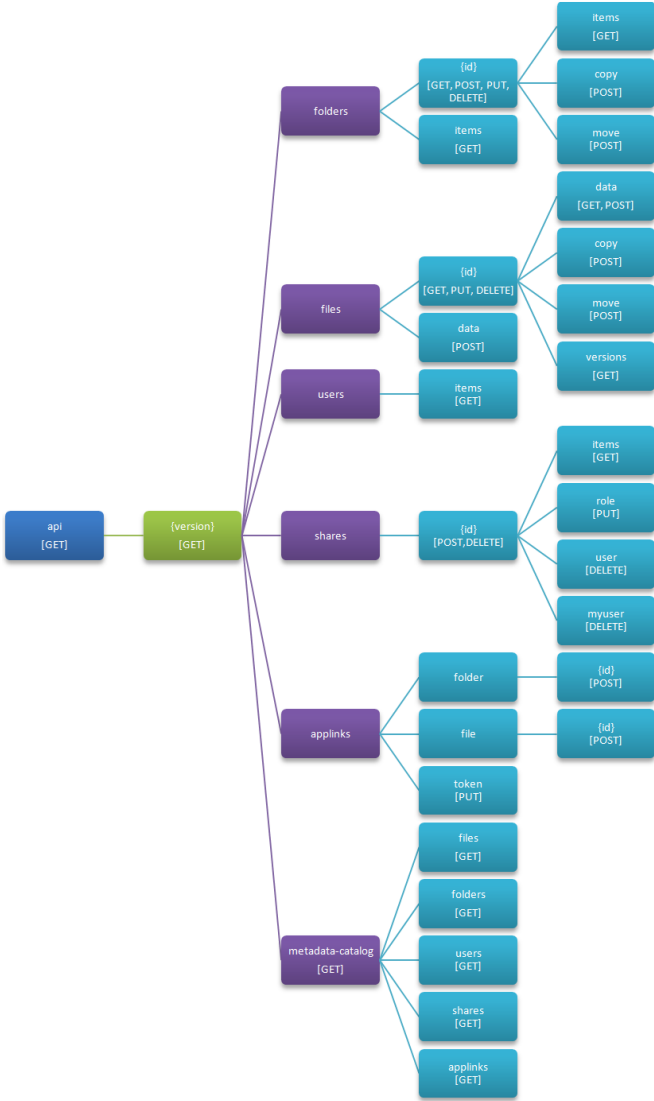 items
[GET]
{id}
[GET, POST, PUT,
DELETE]
copy
[POST]
folders
items
[GET]
move
[POST]
data
[GET, POST]
copy
[POST]
{id}
[GET, PUT, DELETE]
move
[POST]
files
data
[POST]
versions
[GET]
users
items
[GET]
items
[GET]
role
[PUT]
api
[GET]
{version}
[GET]
shares
{id}
[POST,DELETE]
user
[DELETE]
myuser
[DELETE]
folder
{id}
[POST]
applinks
file
{id}
[POST]
token
[PUT]
files
[GET]
folders
[GET]
metadata-catalog
[GET]
users
[GET]
shares
[GET]
applinks
[GET]